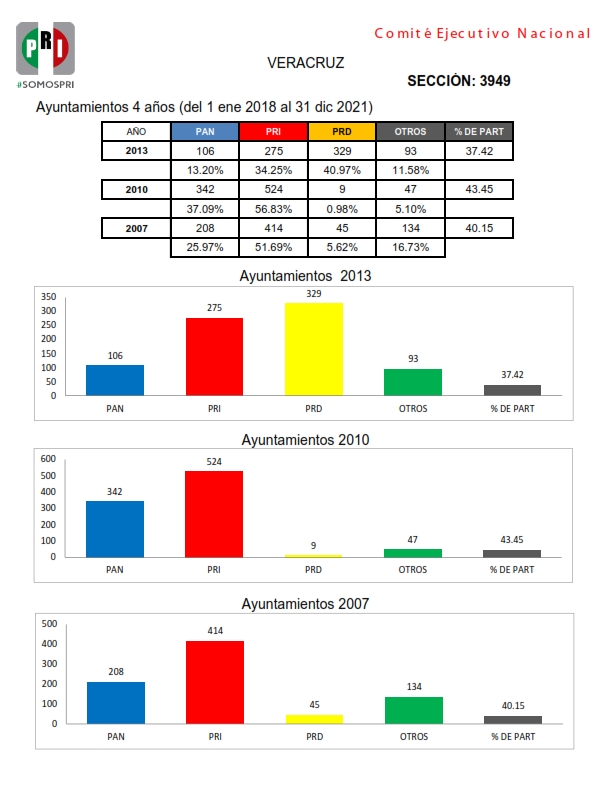 Comité Ejecutivo Nacional
PRI
#SOMOSPRI
VERACRUZ
SECCIÓN: 3949
Ayuntamientos 4 años (del 1 ene 2018 al 31 dic 2021)
AÑO PAN PRI PRD OTROS % DE PART
2013 106 275 329 93 37.42
13.20% 34.25% 40.97% 11.58%
2010 342 524 9 47 43.45
37.09% 56.83% 0.98% 5.10%
2007 208 414 45 134 40.15
25.97% 51.69% 5.62% 16.73%
Ayuntamientos 2013
350
300
250
200
150
100
50
0
106 275 329 93 37.42
PAN PRI PRD OTROS % DE PART
Ayuntamientos 2010
600
500
400
300
200
100
0
342 524 9 47 43.45
PAN PRI PRD OTROS % DE PART
Ayuntamientos 2007
500
400
300
200
100
0
208 414 45 134 40.15
PAN PRI PRD OTROS % DE PART